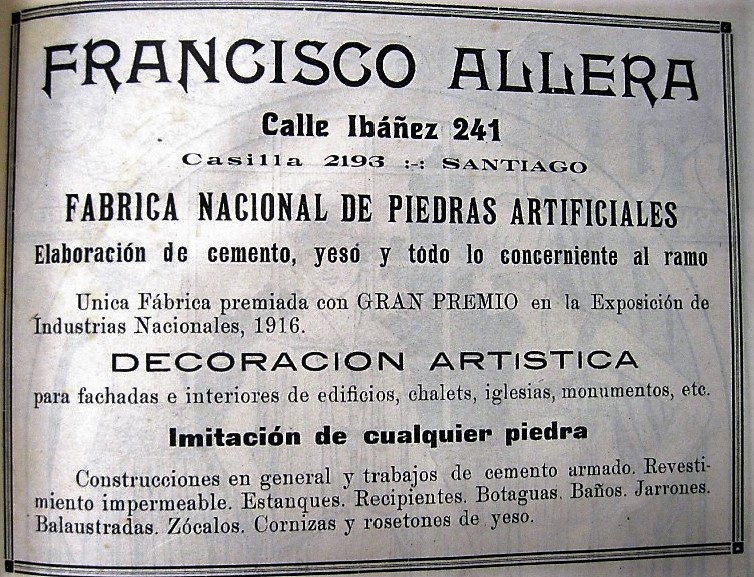 FRANCISCO ALLERA
Calle Ibáñez 241
Casilla 2193 :-: SANTIAGO
FABRICA NACIONAL DE PIEDRAS ARTIFICIALES
Elaboración de cemento, yeso y todo lo concerniente al ramo
Unica Fábrica premiada con GRAN PREMIO en la Exposición de
Industrias Nacionales, 1916.
DECORACION ARTISTICA
para fachadas e interiores de edificios, chalets, iglesias, monumentos, etc.
Imitación de cualquier piedra
Construcciones en general y trabajos de cemento armado. Revesti-
miento impermeable. Estanques. Recipientes. Botaguas. Baños. Jarrones.
Balaustradas. Zócalos. Cornizas y rosetones de yeso.